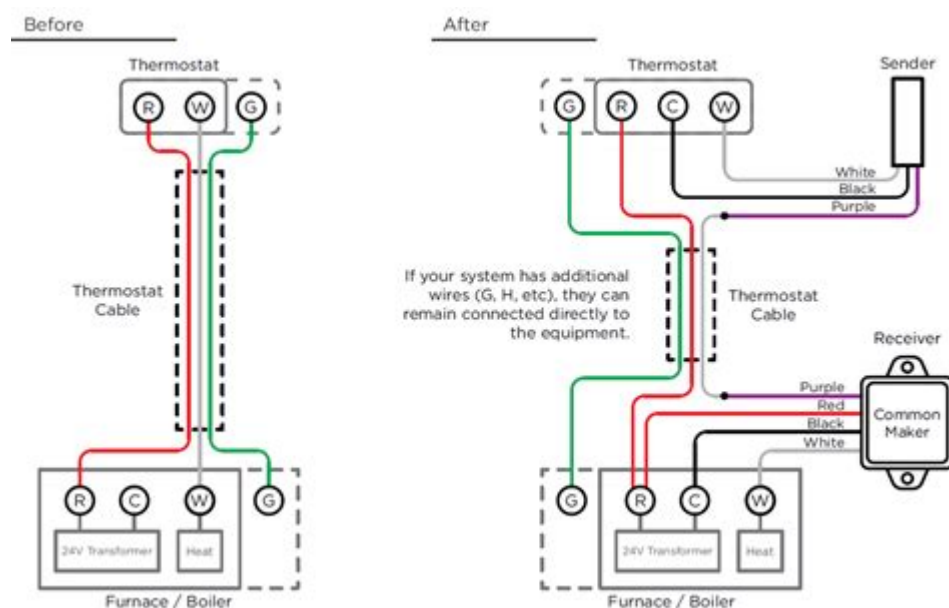 Before
Thermostat
R W G
Thermostat
Cable
R C W G
24V Transformer Heat
Furnace / Boiler
After
Thermostat
Sender
G R C W
White
Black
Purple
If your system has additional
wires (G, H, etc), they can
remain connected directly to
the equipment.
Thermostat
Cable
Receiver
Purple
Red
Black
White
Common
Maker
G R C W
24V Transformer Heat
Furnace / Boiler